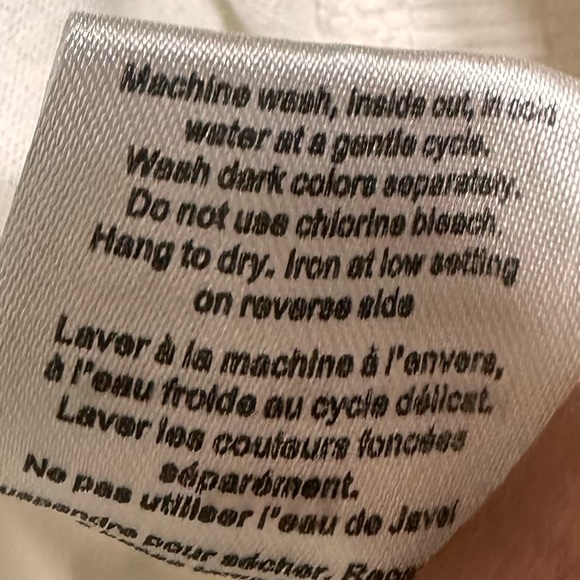 Machine wash, inside out, in cold
water at a gentle cycle.
Wash dark colors separately.
Do not use chlorine bleach.
Hang to dry. Iron at low setting
on reverse side
Laver à la machine à l'envers,
à l'eau froide au cycle délicat.
Laver les couleurs foncées
séparément.
Ne pas utiliser l'eau de Javel
pour sécher.